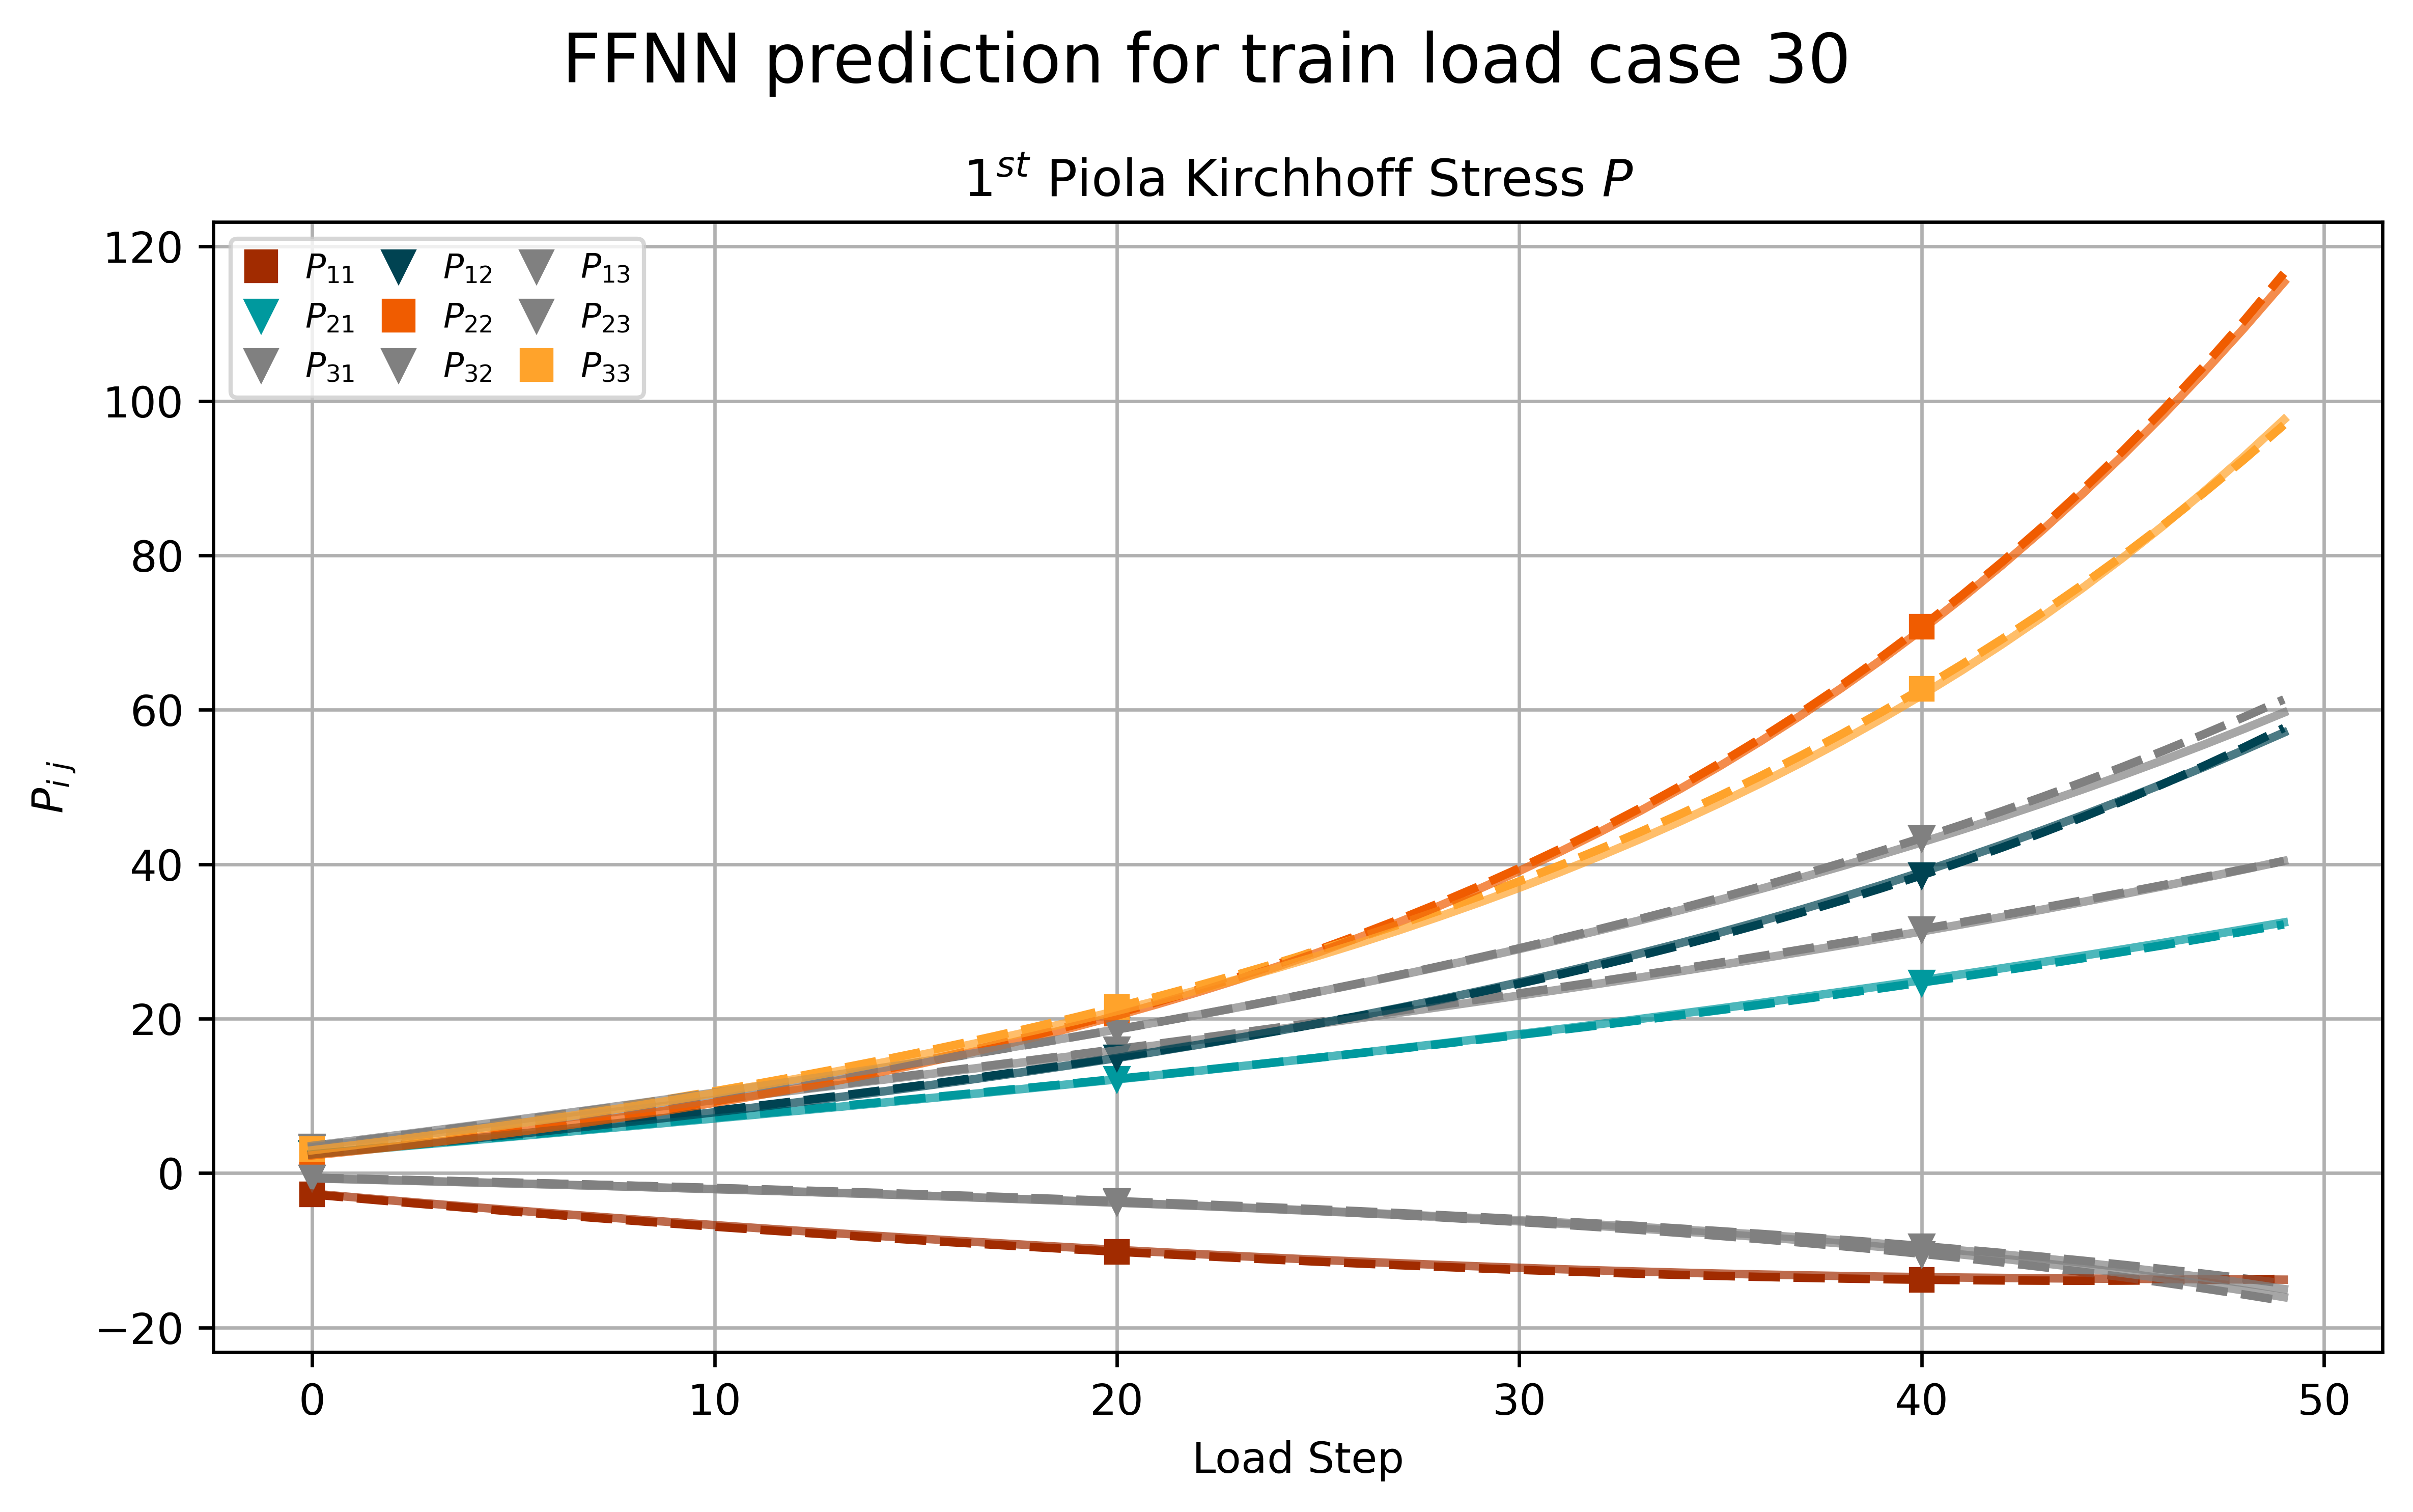 FFNN prediction for train load case 30
1st Piola Kirchhoff Stress P
P11 P12 P13
P21 P22 P23
P31 P32 P33
120
100
80
60
40
20
0
−20
Pi j
0 10 20 30 40 50
Load Step